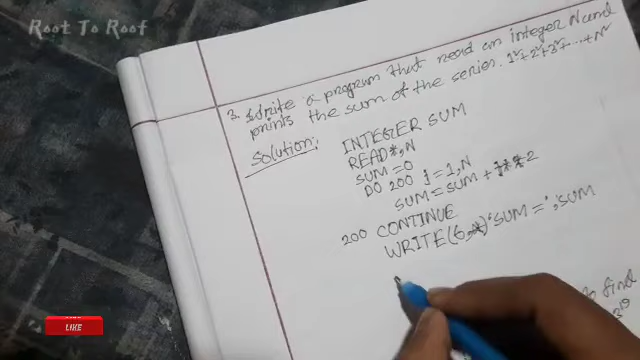 Root To Roof
3. Write a program that read an integer N and
prints the sum of the series. 1²+2²+3²+...+N²
Solution:
INTEGER SUM
READ*,N
SUM=0
DO 200 I=1,N
SUM=SUM+I**2
200 CONTINUE
WRITE(6,*)'SUM=',SUM
to find
LIKE